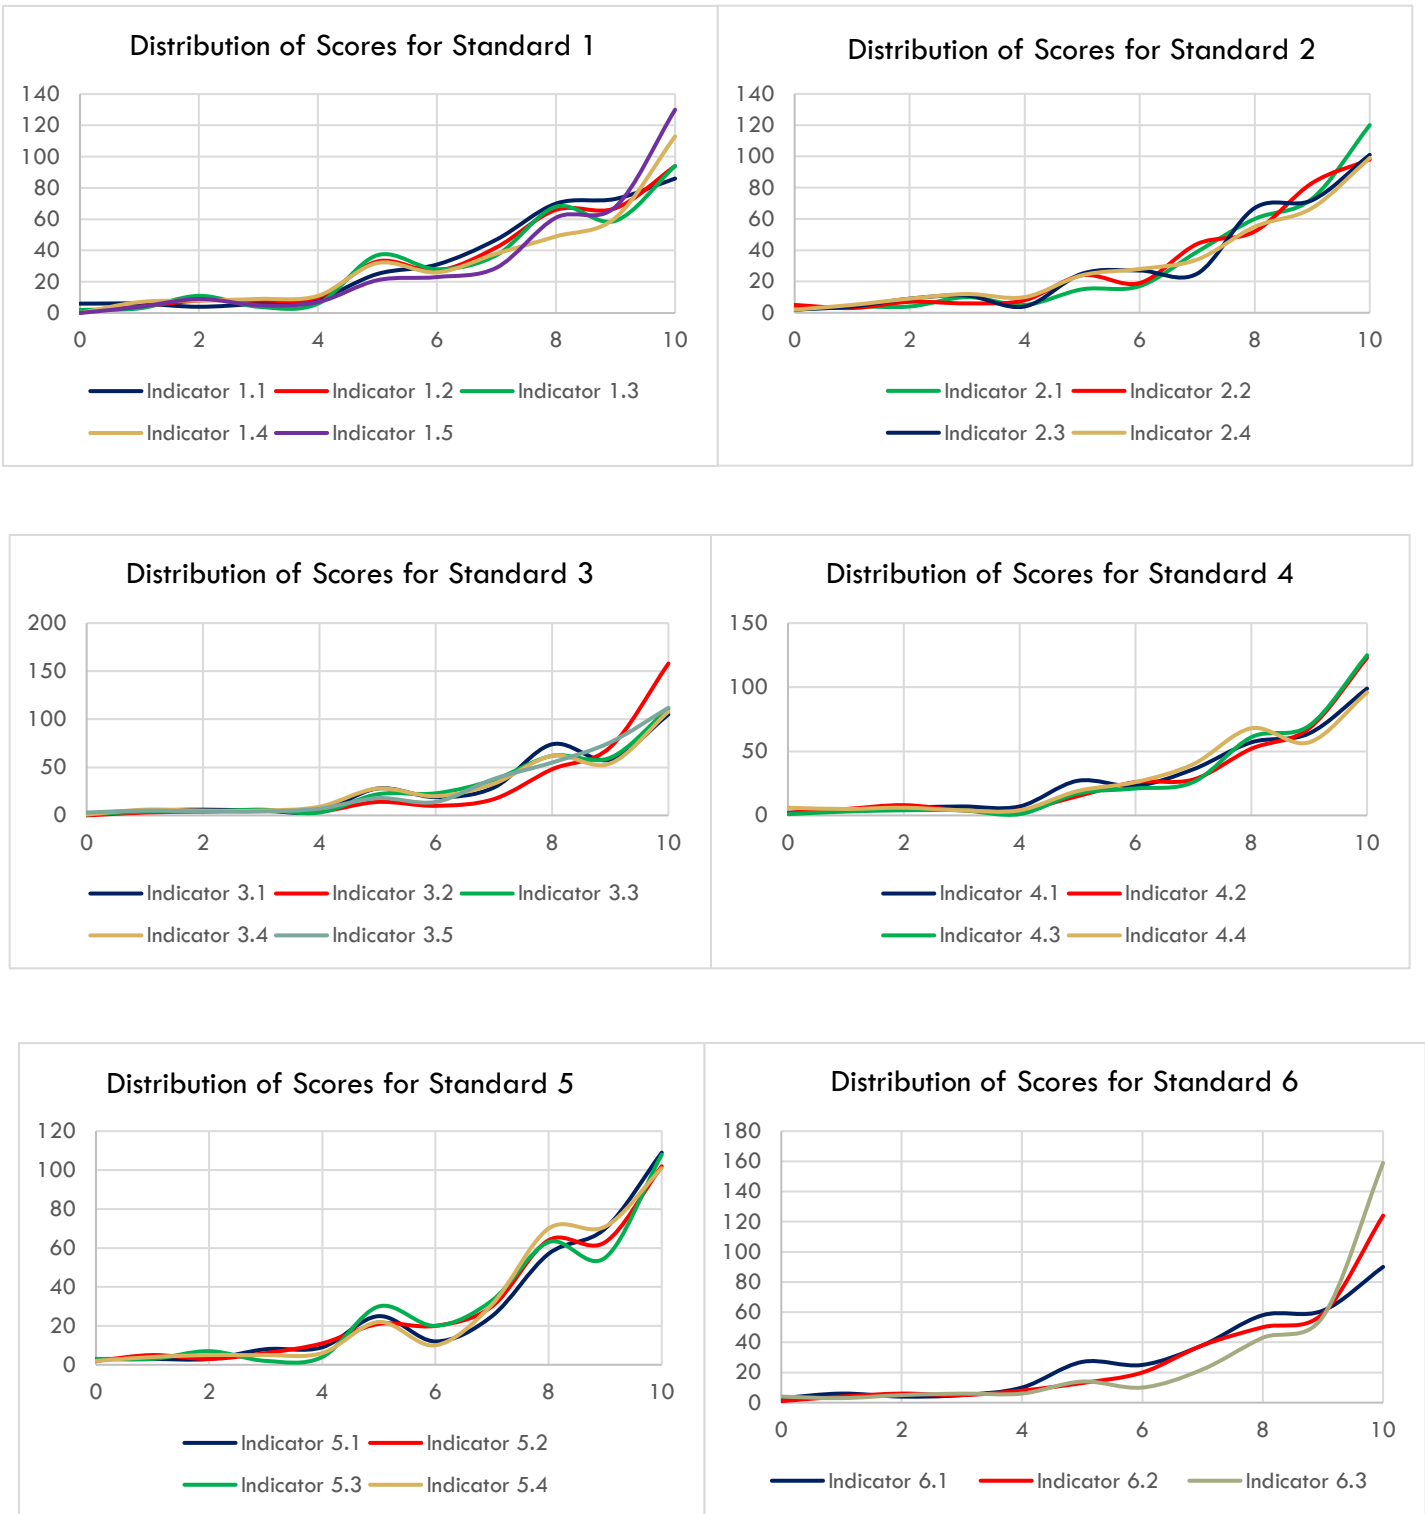 Distribution of Scores for Standard 1
140
120
100
80
60
40
20
0
0 2 4 6 8 10
Indicator 1.1 Indicator 1.2 Indicator 1.3
Indicator 1.4 Indicator 1.5
Distribution of Scores for Standard 2
140
120
100
80
60
40
20
0
0 2 4 6 8 10
Indicator 2.1 Indicator 2.2
Indicator 2.3 Indicator 2.4
Distribution of Scores for Standard 3
200
150
100
50
0
0 2 4 6 8 10
Indicator 3.1 Indicator 3.2 Indicator 3.3
Indicator 3.4 Indicator 3.5
Distribution of Scores for Standard 4
150
100
50
0
0 2 4 6 8 10
Indicator 4.1 Indicator 4.2
Indicator 4.3 Indicator 4.4
Distribution of Scores for Standard 5
120
100
80
60
40
20
0
0 2 4 6 8 10
Indicator 5.1 Indicator 5.2
Indicator 5.3 Indicator 5.4
Distribution of Scores for Standard 6
180
160
140
120
100
80
60
40
20
0
0 2 4 6 8 10
Indicator 6.1 Indicator 6.2 Indicator 6.3